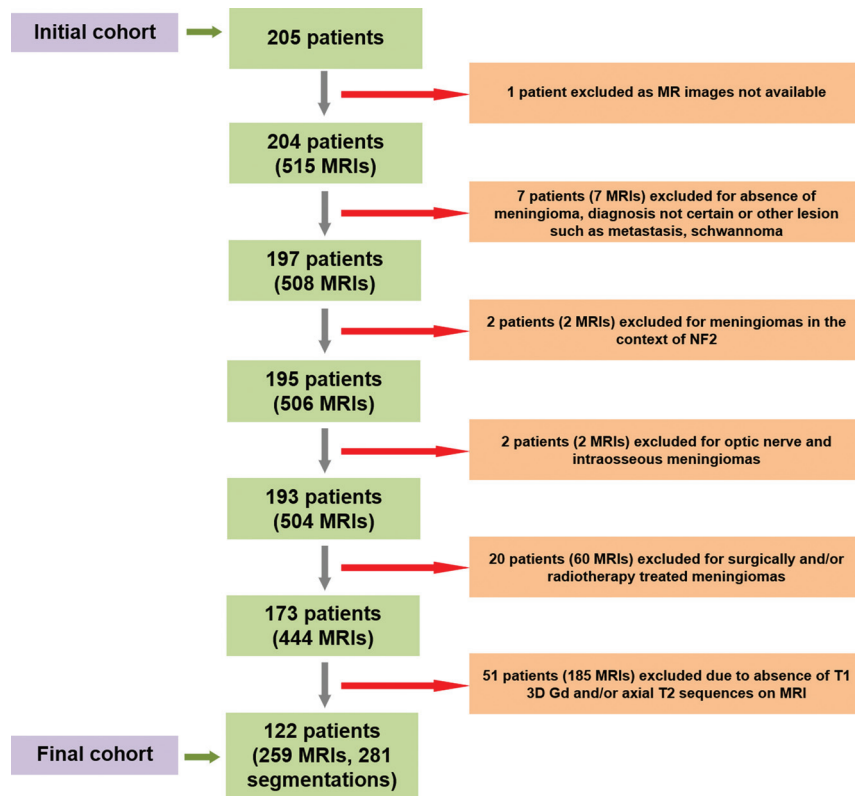 Initial cohort
205 patients
1 patient excluded as MR images not available
204 patients
(515 MRIs)
7 patients (7 MRIs) excluded for absence of
meningioma, diagnosis not certain or other lesion
such as metastasis, schwannoma
197 patients
(508 MRIs)
2 patients (2 MRIs) excluded for meningiomas in the
context of NF2
195 patients
(506 MRIs)
2 patients (2 MRIs) excluded for optic nerve and
intraosseous meningiomas
193 patients
(504 MRIs)
20 patients (60 MRIs) excluded for surgically and/or
radiotherapy treated meningiomas
173 patients
(444 MRIs)
51 patients (185 MRIs) excluded due to absence of T1
3D Gd and/or axial T2 sequences on MRI
Final cohort
122 patients
(259 MRIs, 281
segmentations)